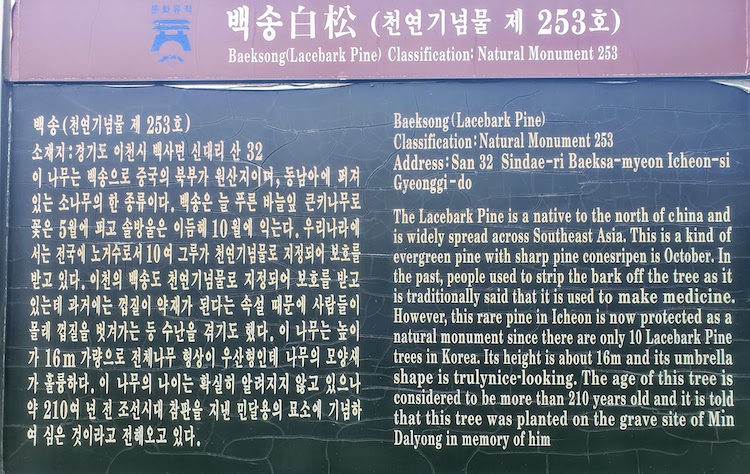 문화유적
백송白松 (천연기념물 제 253호)
Baeksong(Lacebark Pine) Classification: Natural Monument 253
백송(천연기념물 제 253호)
소재지:경기도 이천시 백사면 신대리 산 32
이 나무는 백송으로 중국의 북부가 원산지이며, 동남아에 퍼져
있는 소나무의 한 종류이다. 백송은 늘 푸른 바늘잎 큰키나무로
꽃은 5월에 피고 솔방울은 이듬해 10월에 익는다. 우리나라에
서는 전국에 노거수로서 10여 그루가 천연기념물로 지정되어 보호를
받고 있다. 이천의 백송도 천연기념물로 지정되어 보호를 받고
있는데 과거에는 껍질이 약제가 된다는 속설 때문에 사람들이
몰래 껍질을 벗겨가는 등 수난을 겪기도 했다. 이 나무는 높이
가 16m 가량으로 전체나무 형상이 우산형인데 나무의 모양새
가 훌륭하다. 이 나무의 나이는 확실히 알려지지 않고 있으나
약 210여 년 전 조선시대 참판을 지낸 민달용의 묘소에 기념하
여 심은 것이라고 전해오고 있다.
Baeksong(Lacebark Pine)
Classification:Natural Monument 253
Address:San 32 Sindae-ri Baeksa-myeon Icheon-si
Gyeonggi-do
The Lacebark Pine is a native to the north of china and
is widely spread across Southeast Asia. This is a kind of
evergreen pine with sharp pine conesripen is October. In
the past, people used to strip the bark off the tree as it
is traditionally said that it is used to make medicine.
However, this rare pine in Icheon is now protected as a
natural monument since there are only 10 Lacebark Pine
trees in Korea. Its height is about 16m and its umbrella
shape is trulynice-looking. The age of this tree is
considered to be more than 210 years old and it is told
that this tree was planted on the grave site of Min
Dalyong in memory of him